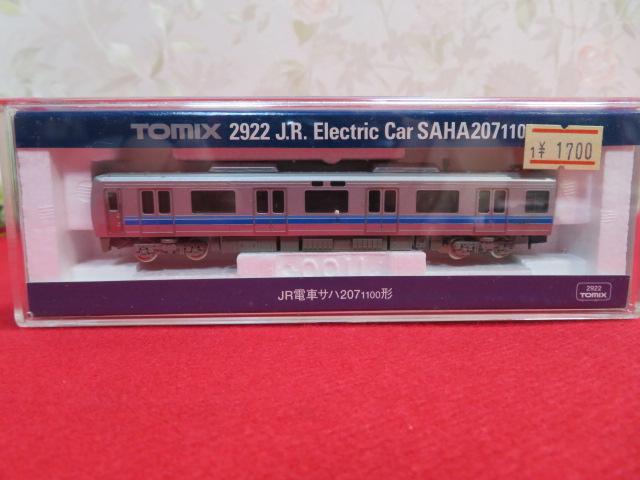 TOMIX 2922 J.R. Electric Car SAHA2071100
1¥ 1700
JR電車サハ2071100形
2922
TOMIX